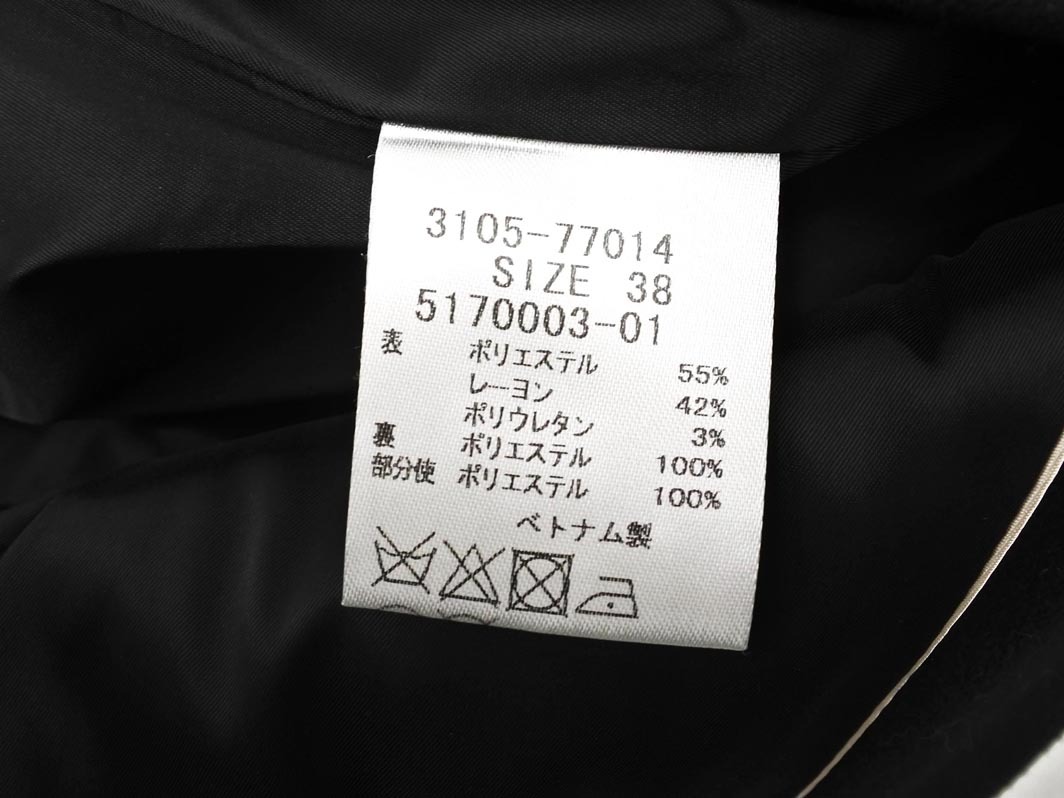 3105-77014
SIZE 38
5170003-01
表 ポリエステル 55%
レーヨン 42%
ポリウレタン 3%
裏 ポリエステル 100%
部分使 ポリエステル 100%
ベトナム製